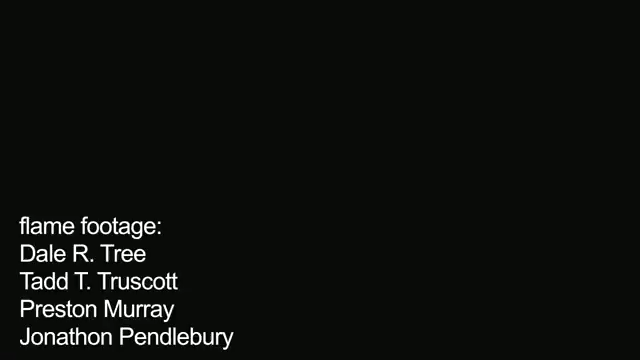 flame footage:
Dale R. Tree
Tadd T. Truscott
Preston Murray
Jonathon Pendlebury